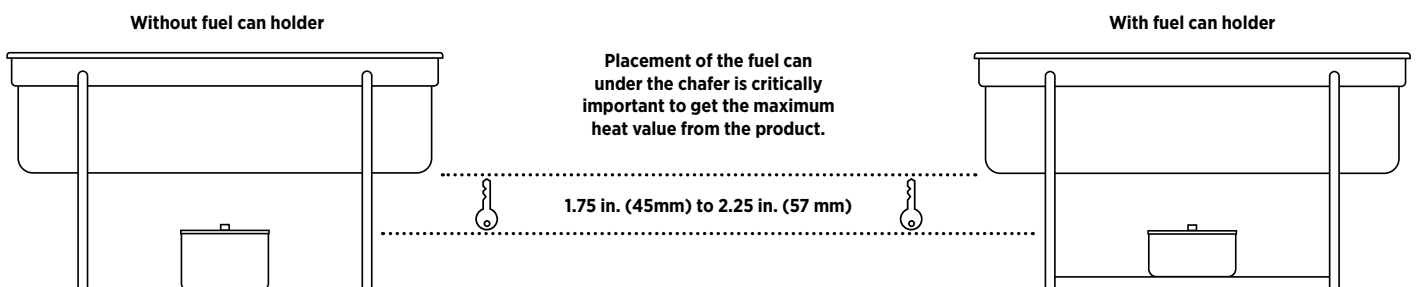 Without fuel can holder
With fuel can holder
Placement of the fuel can
under the chafer is critically
important to get the maximum
heat value from the product.
1.75 in. (45mm) to 2.25 in. (57 mm)